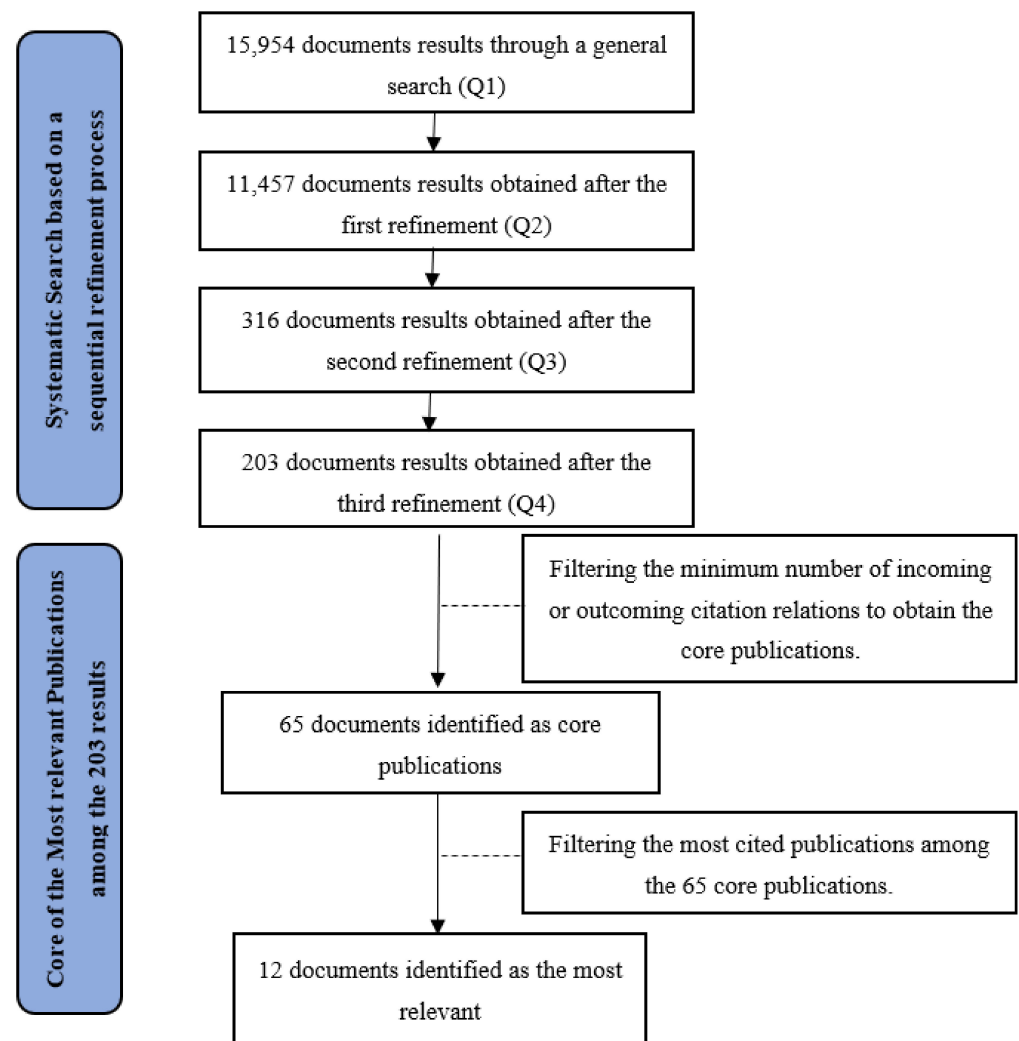 Systematic Search based on a
sequential refinement process
15,954 documents results through a general
search (Q1)
11,457 documents results obtained after the
first refinement (Q2)
316 documents results obtained after the
second refinement (Q3)
203 documents results obtained after the
third refinement (Q4)
Core of the Most relevant Publications
among the 203 results
Filtering the minimum number of incoming
or outcoming citation relations to obtain the
core publications.
65 documents identified as core
publications
Filtering the most cited publications among
the 65 core publications.
12 documents identified as the most
relevant